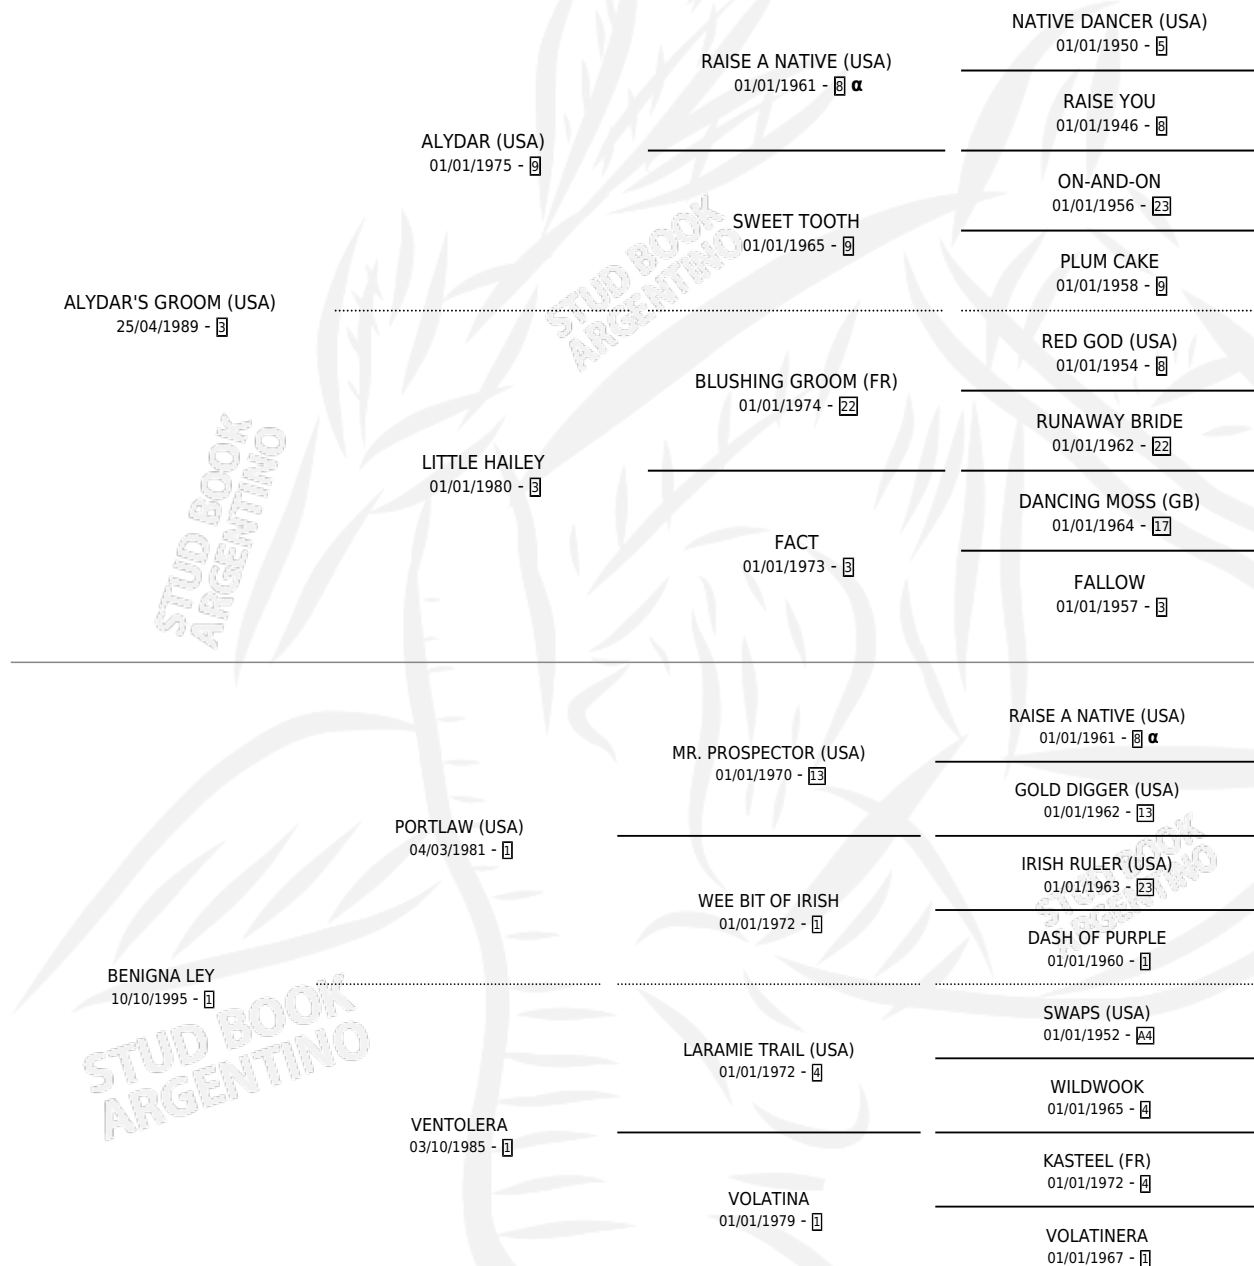 NATIVE DANCER (USA)
01/01/1950 - 5
RAISE A NATIVE (USA)
01/01/1961 - 8 α
RAISE YOU
01/01/1946 - 8
ALYDAR (USA)
01/01/1975 - 9
ON-AND-ON
01/01/1956 - 23
SWEET TOOTH
01/01/1965 - 9
PLUM CAKE
01/01/1958 - 9
STUD BOOK
ARGENTINO
ALYDAR'S GROOM (USA)
25/04/1989 - 3
RED GOD (USA)
01/01/1954 - 8
BLUSHING GROOM (FR)
01/01/1974 - 22
RUNAWAY BRIDE
01/01/1962 - 22
LITTLE HAILEY
01/01/1980 - 3
DANCING MOSS (GB)
01/01/1964 - 17
FACT
01/01/1973 - 3
FALLOW
01/01/1957 - 3
STUD BOOK
ARGENTINO
RAISE A NATIVE (USA)
01/01/1961 - 8 α
MR. PROSPECTOR (USA)
01/01/1970 - 13
GOLD DIGGER (USA)
01/01/1962 - 13
PORTLAW (USA)
04/03/1981 - 1
IRISH RULER (USA)
01/01/1963 - 23
STUD BOOK
ARGENTINO
WEE BIT OF IRISH
01/01/1972 - 1
DASH OF PURPLE
01/01/1960 - 1
BENIGNA LEY
10/10/1995 - 1
STUD BOOK
ARGENTINO
SWAPS (USA)
01/01/1952 - A4
LARAMIE TRAIL (USA)
01/01/1972 - 4
WILDWOOK
01/01/1965 - 4
VENTOLERA
03/10/1985 - 1
KASTEEL (FR)
01/01/1972 - 4
VOLATINA
01/01/1979 - 1
VOLATINERA
01/01/1967 - 1